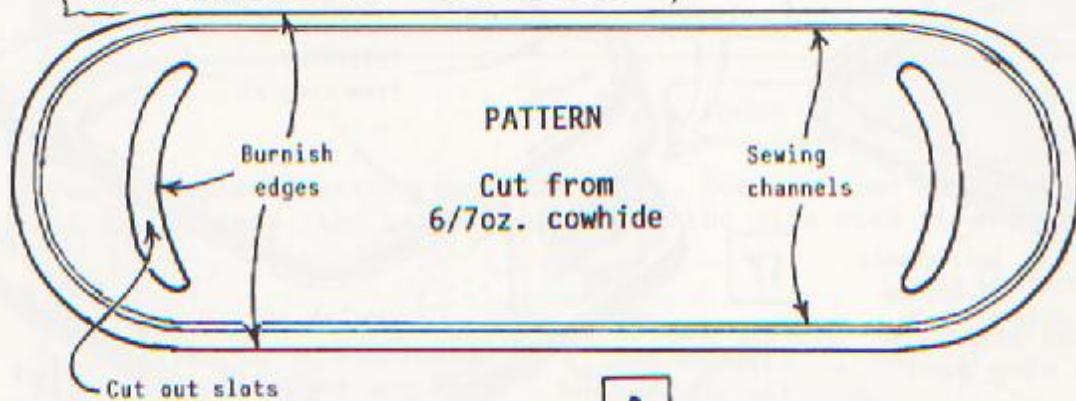 PATTERN
Burnish
edges
Cut from
6/7oz. cowhide
Sewing
channels
Cut out slots